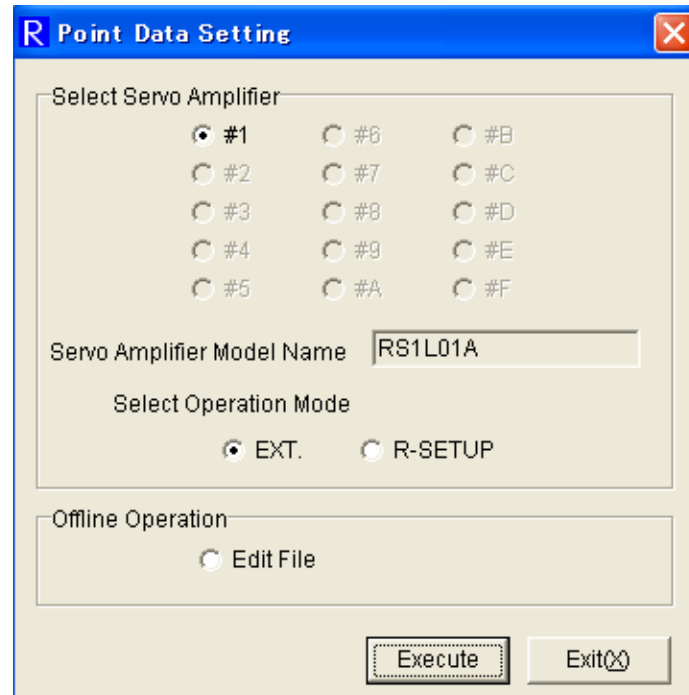 R Point Data Setting
Select Servo Amplifier
#1 #6 #B
#2 #7 #C
#3 #8 #D
#4 #9 #E
#5 #A #F
Servo Amplifier Model Name RS1L01A
Select Operation Mode
EXT. R-SETUP
Offline Operation
Edit File
Execute Exit(X)